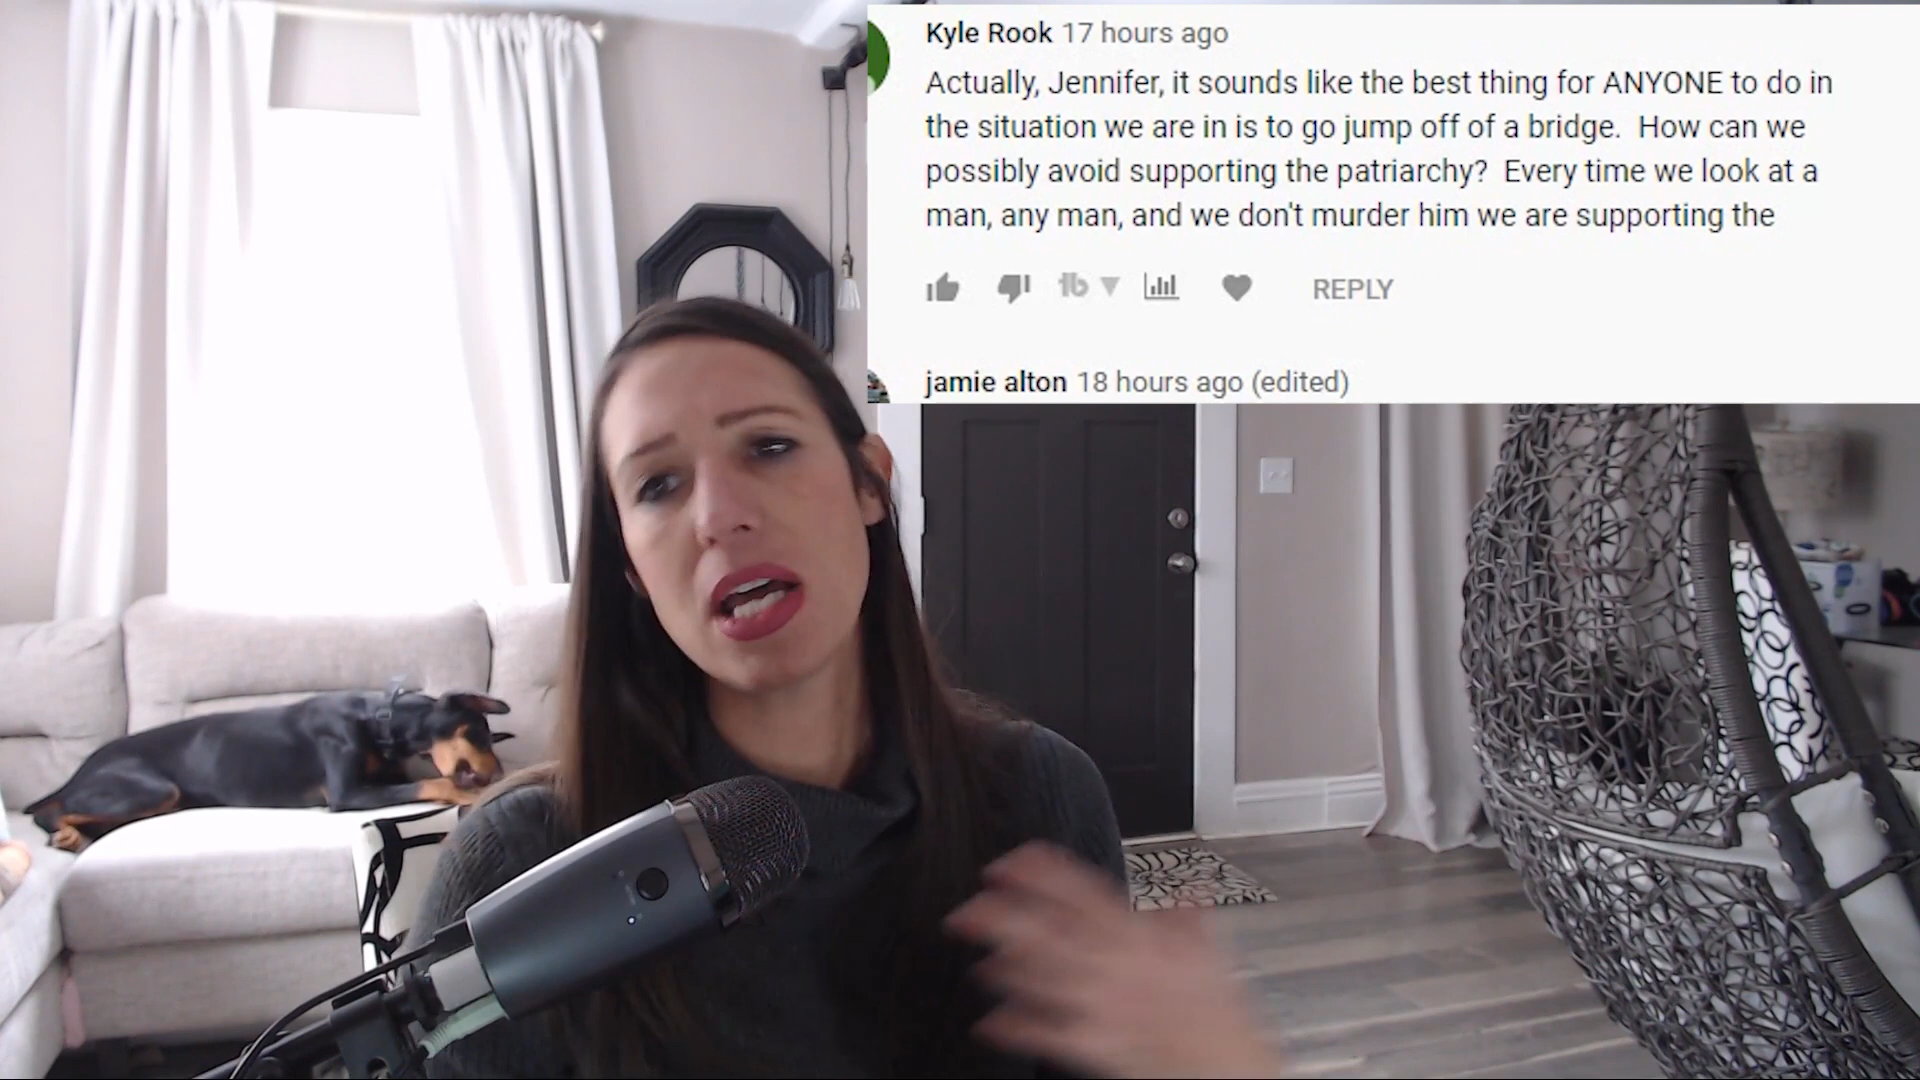 Kyle Rook 17 hours ago
Actually, Jennifer, it sounds like the best thing for ANYONE to do in
the situation we are in is to go jump off of a bridge.  How can we
possibly avoid supporting the patriarchy?  Every time we look at a
man, any man, and we don't murder him we are supporting the
REPLY
jamie alton 18 hours ago (edited)